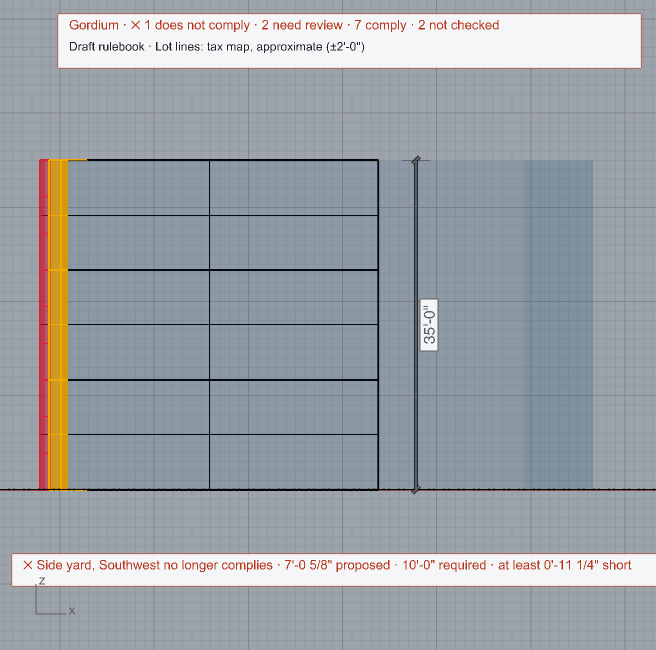 Gordium · ✕ 1 does not comply · 2 need review · 7 comply · 2 not checked
Draft rulebook · Lot lines: tax map, approximate (±2'-0")
35'-0"
✕ Side yard, Southwest no longer complies · 7'-0 5/8" proposed · 10'-0" required · at least 0'-11 1/4" short
z
x